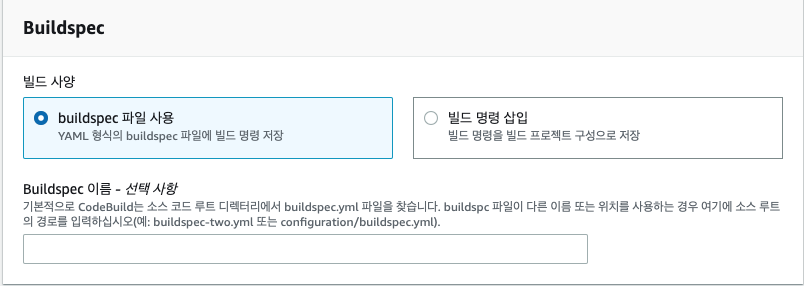 Buildspec
빌드 사양
buildspec 파일 사용
YAML 형식의 buildspec 파일에 빌드 명령 저장
빌드 명령 삽입
빌드 명령을 빌드 프로젝트 구성으로 저장
Buildspec 이름 - 선택 사항
기본적으로 CodeBuild는 소스 코드 루트 디렉터리에서 buildspec.yml 파일을 찾습니다. buildspc 파일이 다른 이름 또는 위치를 사용하는 경우 여기에 소스 루트
의 경로를 입력하십시오(예: buildspec-two.yml 또는 configuration/buildspec.yml).